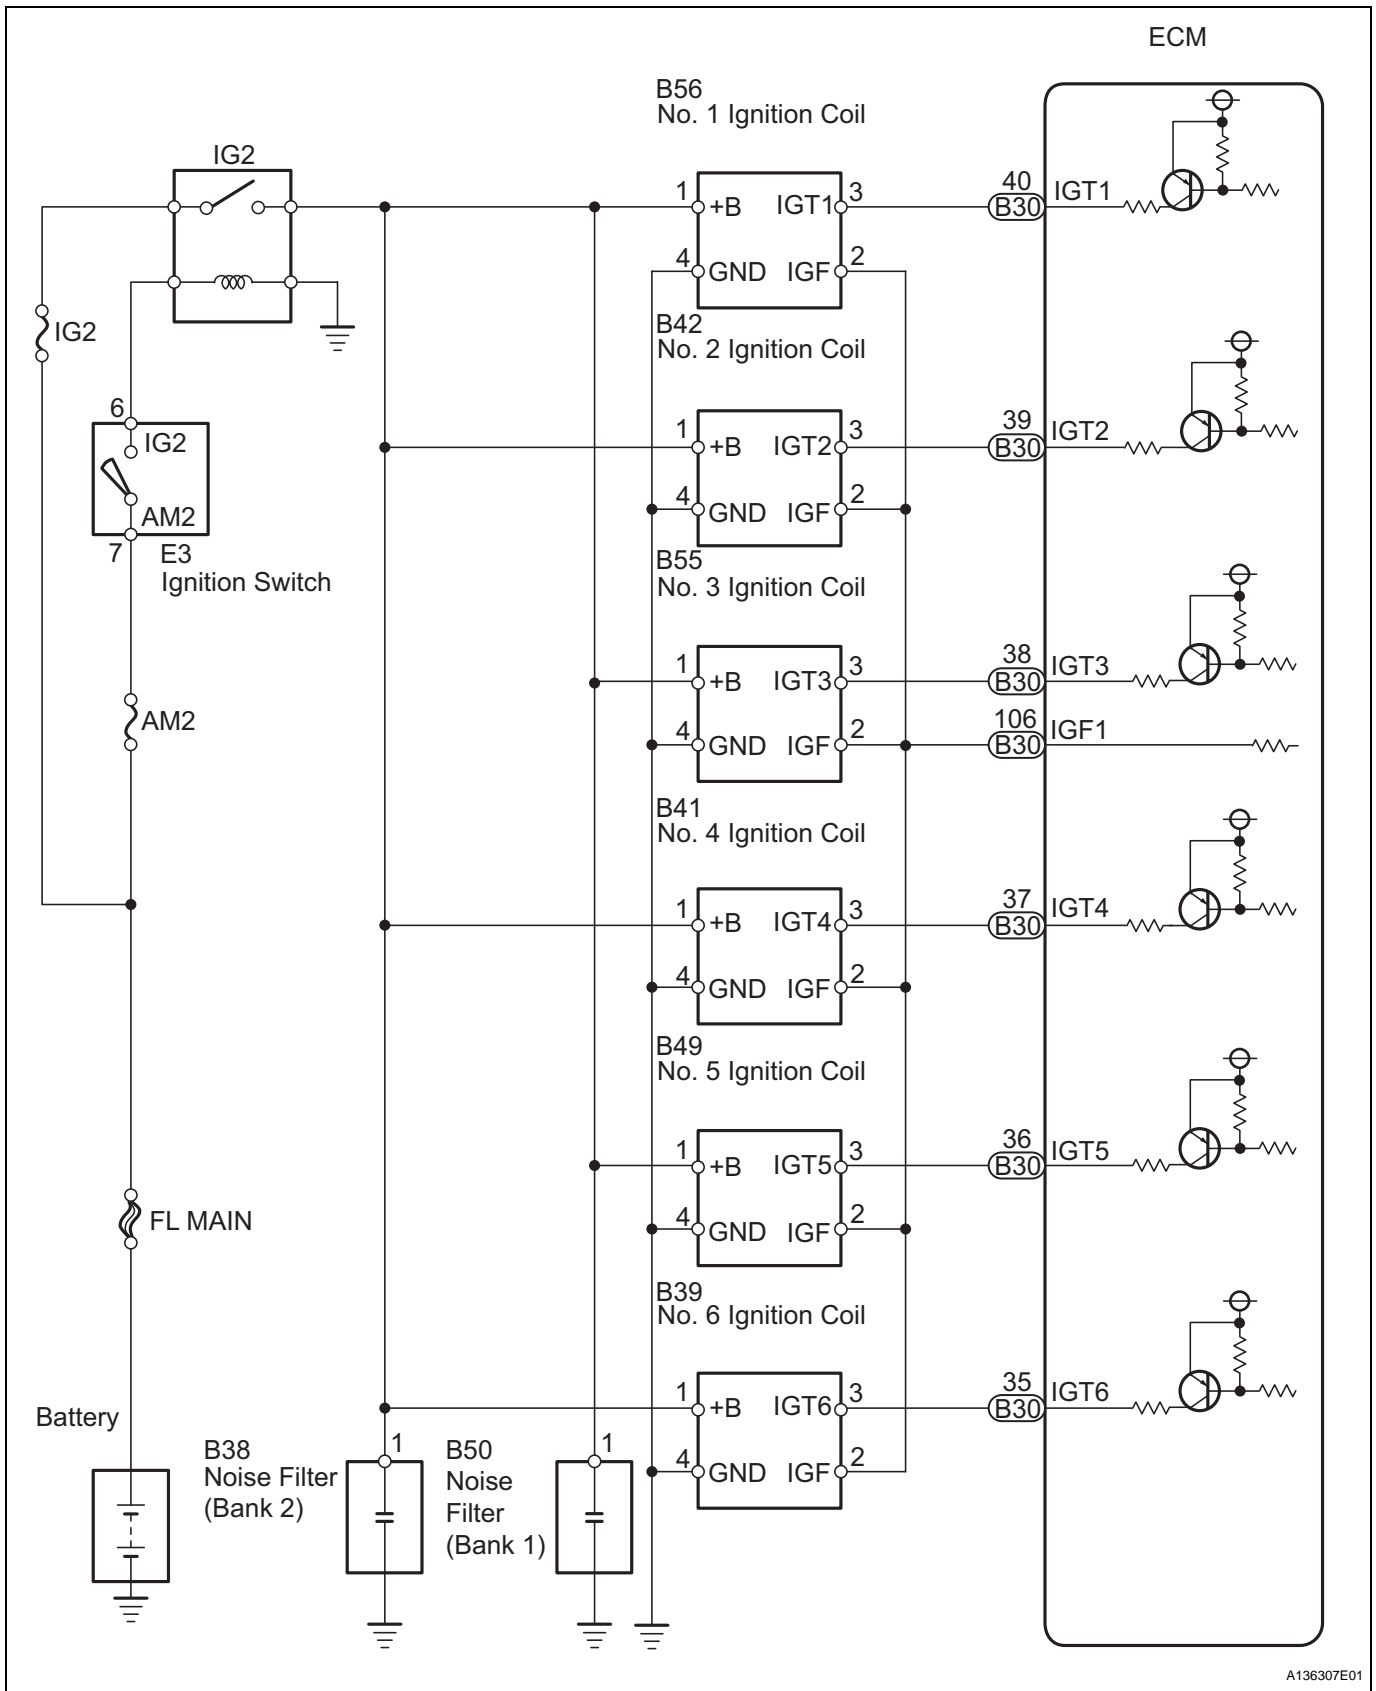 ECM
B56
No. 1 Ignition Coil
IG2
1
+B
IGT1
3
40
B30
IGT1
4
GND
IGF
2
IG2
B42
No. 2 Ignition Coil
6
IG2
AM2
7
E3
Ignition Switch
1
+B
IGT2
3
39
B30
IGT2
4
GND
IGF
2
B55
No. 3 Ignition Coil
1
+B
IGT3
3
38
B30
IGT3
4
GND
IGF
2
106
B30
IGF1
AM2
B41
No. 4 Ignition Coil
1
+B
IGT4
3
37
B30
IGT4
4
GND
IGF
2
B49
No. 5 Ignition Coil
1
+B
IGT5
3
36
B30
IGT5
4
GND
IGF
2
FL MAIN
B39
No. 6 Ignition Coil
1
+B
IGT6
3
35
B30
IGT6
4
GND
IGF
2
Battery
B38
Noise Filter
(Bank 2)
1
B50
Noise
Filter
(Bank 1)
1
A136307E01